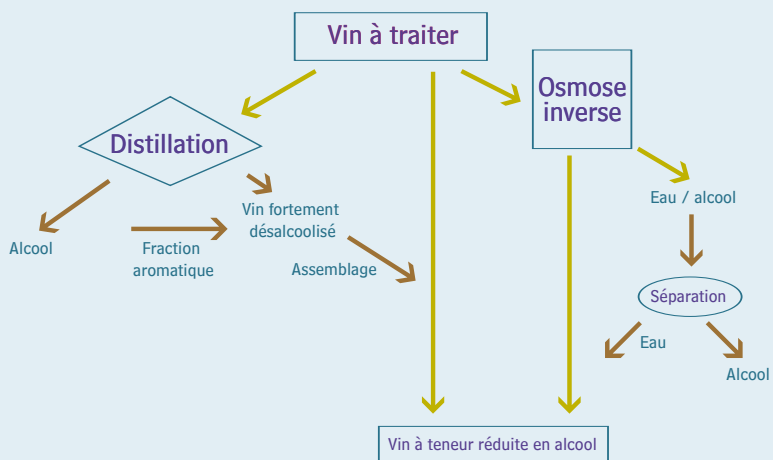 Vin à traiter
Osmose
inverse
Distillation
Eau / alcool
Vin fortement
désalcoolisé
Alcool
Fraction
aromatique
Assemblage
Séparation
Eau
Alcool
Vin à teneur réduite en alcool